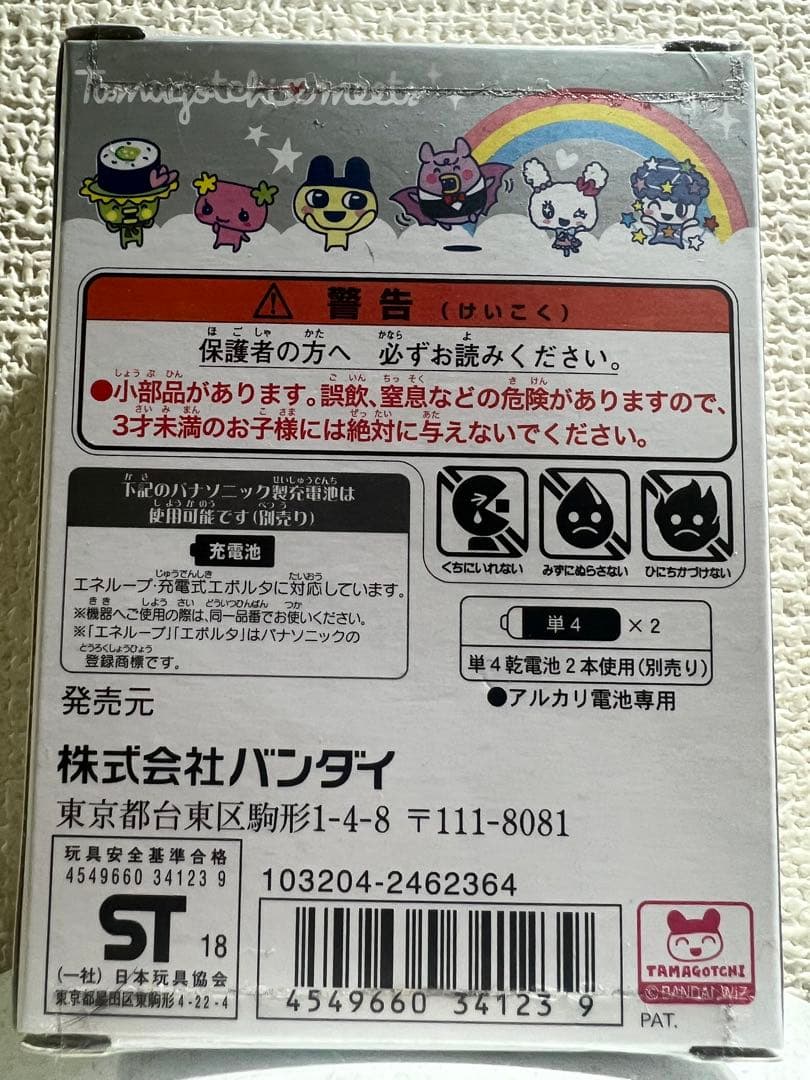 Tamagotchi meets
警告(けいこく)
保護者の方へ 必ずお読みください。
●小部品があります。誤飲、窒息などの危険がありますので、
3才未満のお子様には絶対に与えないでください。
下記のパナソニック製充電池は
使用可能です(別売り)
充電池
エネループ・充電式エボルタに対応しています。
※機器へご使用の際は、同一品番でお使いください。
※「エネループ」「エボルタ」はパナソニックの
登録商標です。
くちにいれない みずにぬらさない ひにちかづけない
単4 ×2
単4乾電池2本使用(別売り)
●アルカリ電池専用
発売元
株式会社バンダイ
東京都台東区駒形1-4-8 〒111-8081
玩具安全基準合格
4549660 34123 9
ST 18
(一社) 日本玩具協会
東京都墨田区東駒形4-22-4
103204-2462364
4549660 341239
TAMAGOTCHI
©BANDAI, WIZ
PAT.